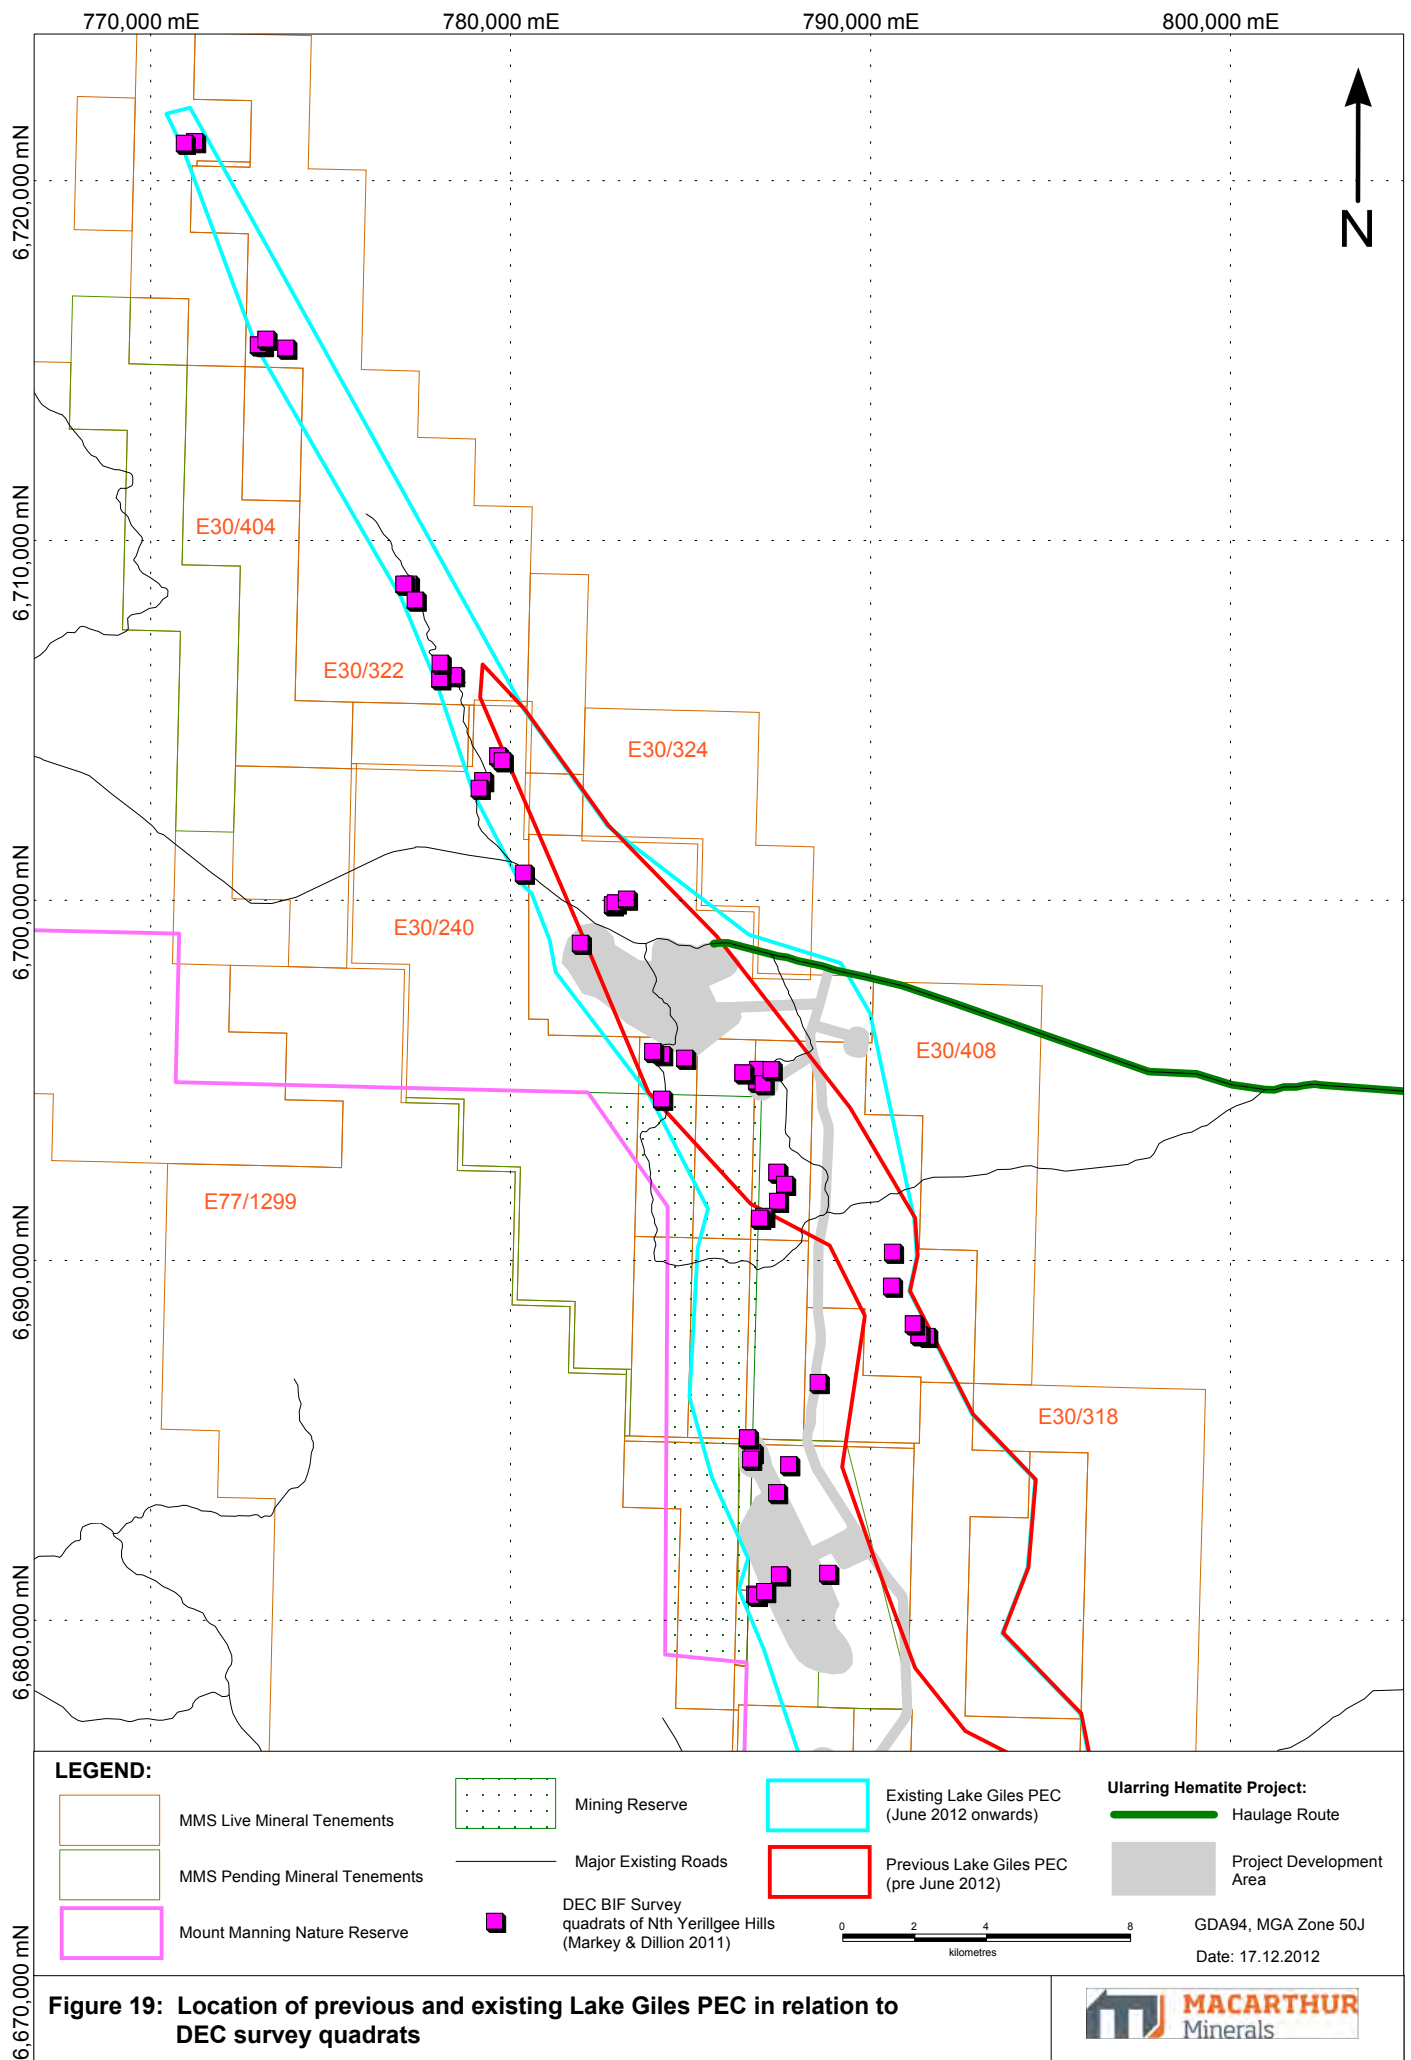 770,000 mE
780,000 mE
790,000 mE
800,000 mE
6,720,000 mN
6,710,000 mN
6,700,000 mN
6,690,000 mN
6,680,000 mN
6,670,000 mN
N
E30/404
E30/322
E30/324
E30/240
E30/408
E77/1299
E30/318
LEGEND:
MMS Live Mineral Tenements
MMS Pending Mineral Tenements
Mount Manning Nature Reserve
Mining Reserve
Major Existing Roads
DEC BIF Survey
quadrats of Nth Yerillgee Hills
(Markey & Dillion 2011)
Existing Lake Giles PEC
(June 2012 onwards)
Previous Lake Giles PEC
(pre June 2012)
0 2 4 8
kilometres
Ularring Hematite Project:
Haulage Route
Project Development
Area
GDA94, MGA Zone 50J
Date: 17.12.2012
Figure 19: Location of previous and existing Lake Giles PEC in relation to
DEC survey quadrats
MACARTHUR
Minerals